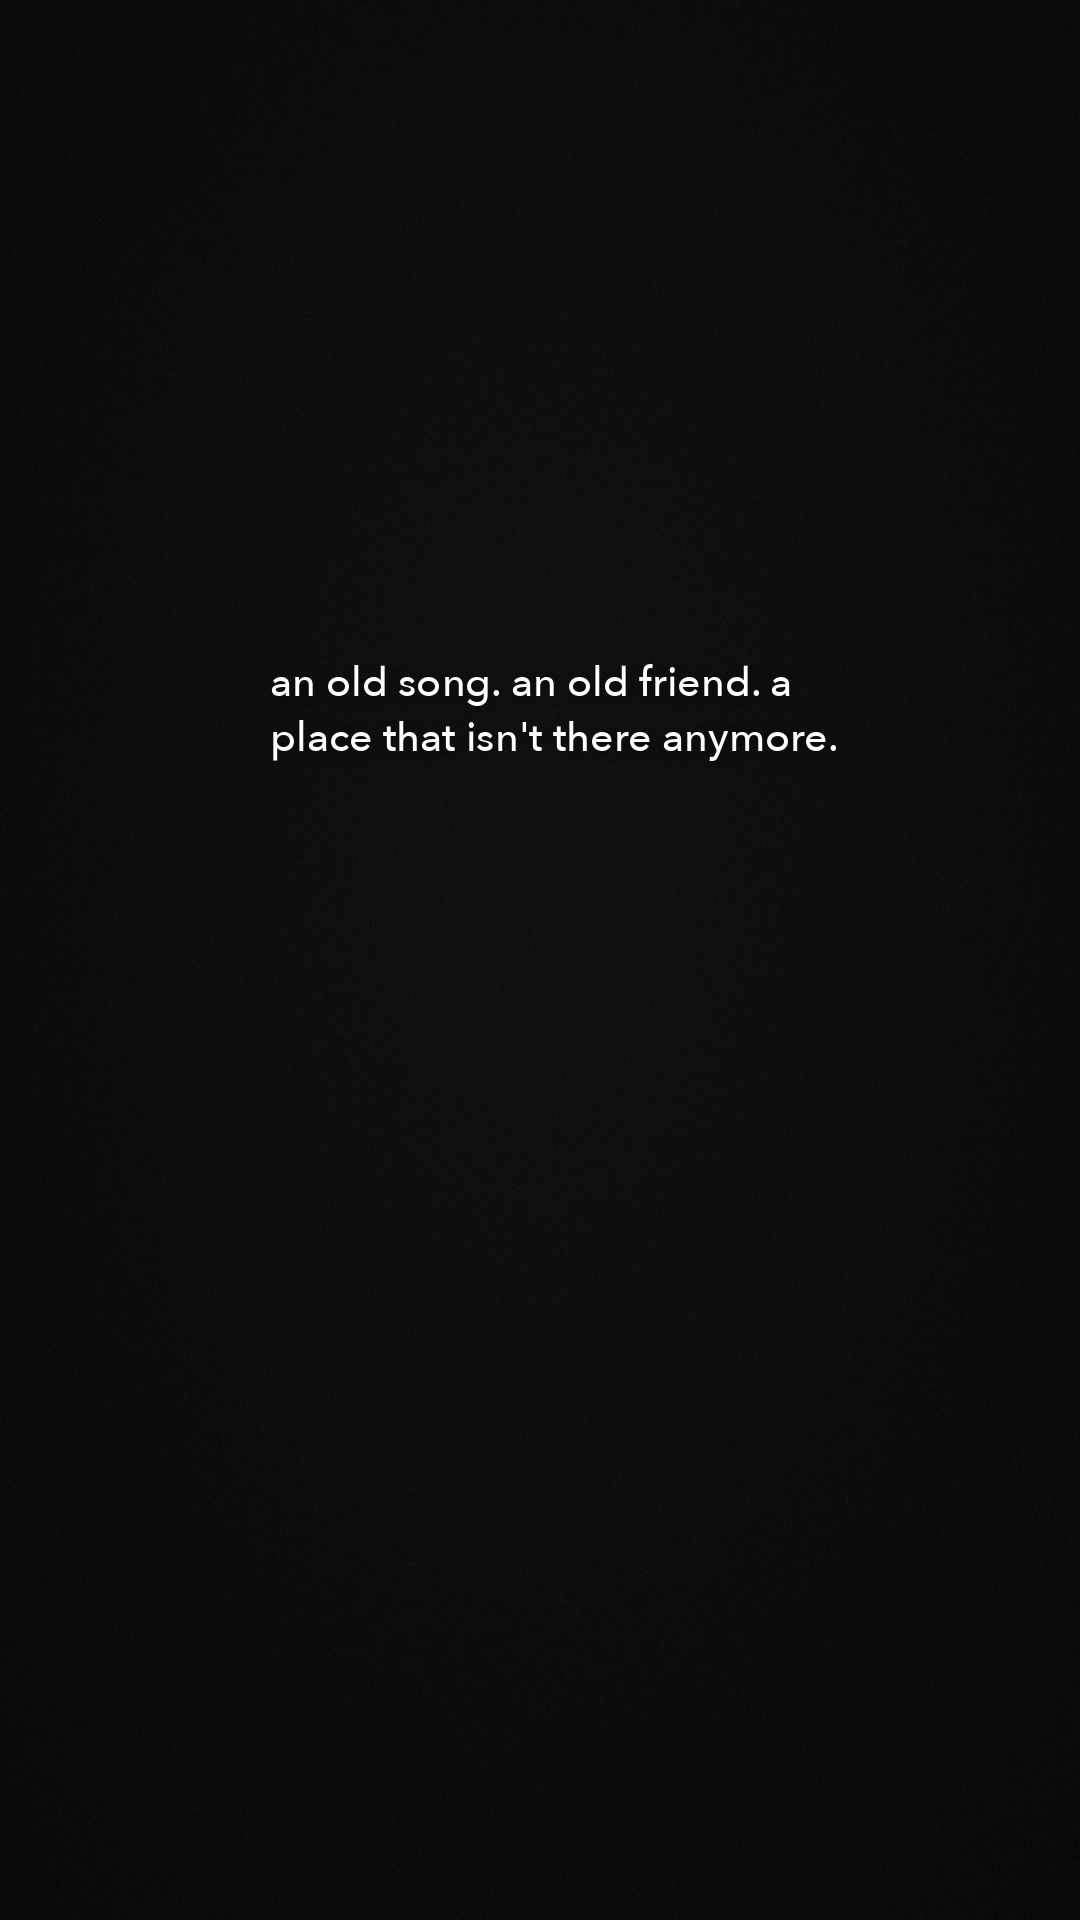 an old song. an old friend. a
place that isn't there anymore.